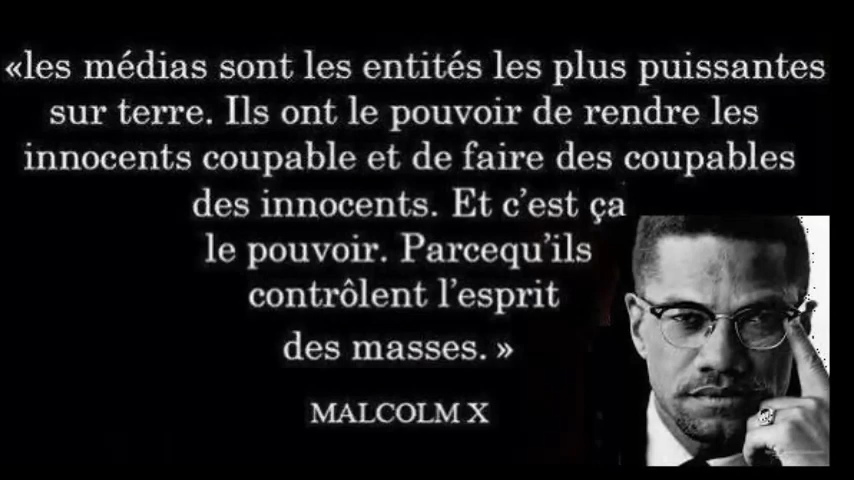 «les médias sont les entités les plus puissantes
sur terre. Ils ont le pouvoir de rendre les
innocents coupable et de faire des coupables
des innocents. Et c’est ça
le pouvoir. Parcequ’ils
contrôlent l’esprit
des masses. »
MALCOLM X